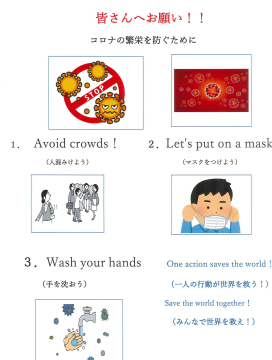 皆さんへお願い！！
コロナの繁栄を防ぐために
STOP
1. Avoid crowds！
（人混みけよう）
2. Let's put on a mask
（マスクをつけよう）
3. Wash your hands
（手を洗おう）
One action saves the world！
（一人の行動が世界を救う！）
Save the world together！
（みんなで世界を救え！）